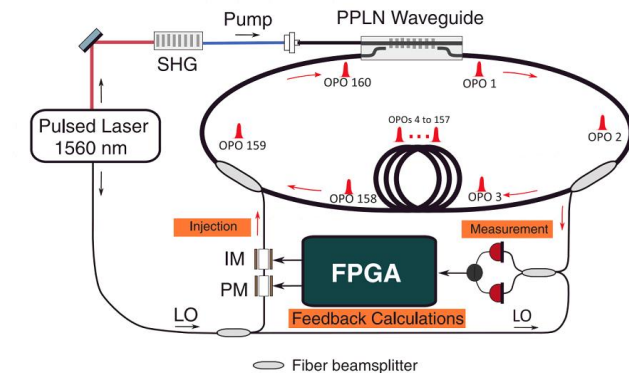 Pump
PPLN Waveguide
SHG
OPO 160
OPO 1
Pulsed Laser
1560 nm
OPO 159
OPOs 4 to 157
OPO 2
OPO 158
OPO 3
Injection
Measurement
IM
PM
FPGA
Feedback Calculations
LO
LO
Fiber beamsplitter